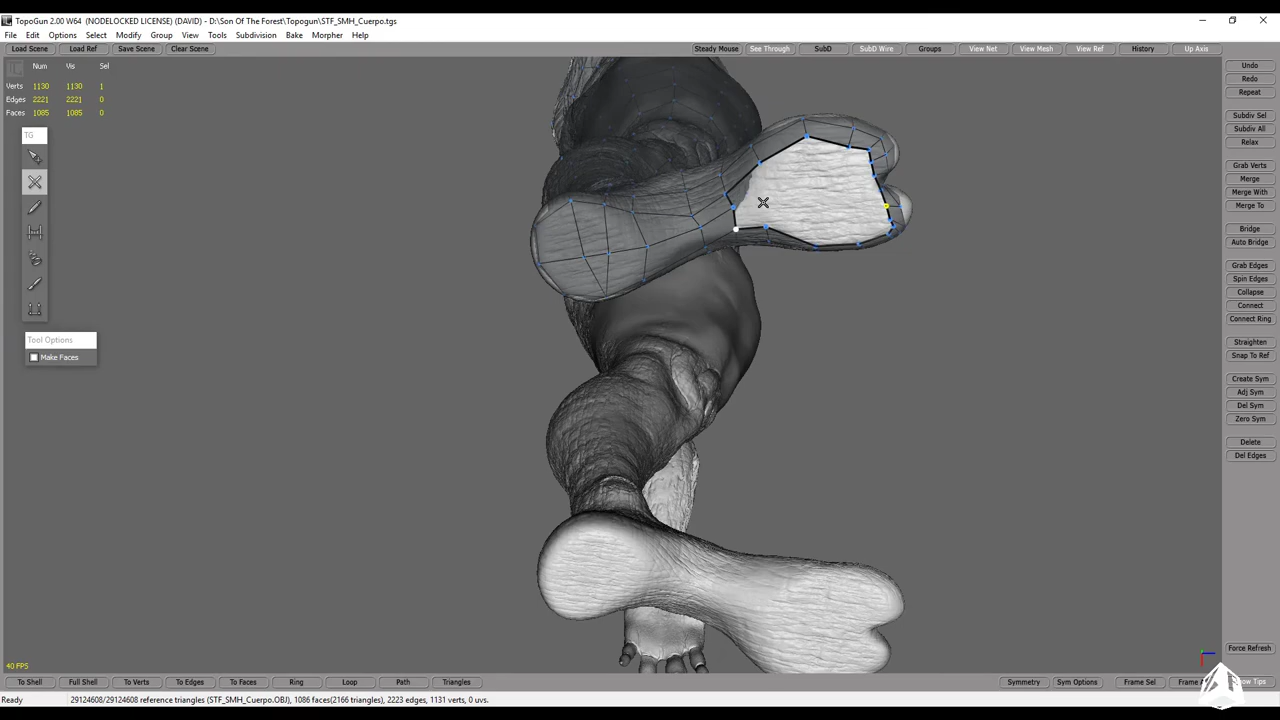 TopoGun 2.00 W64 (NODELOCKED LICENSE) (DAVID) - D:\Son Of The Forest\Topogun\STF_SMH_Cuerpo.tgs
File Edit Options Select Modify Group View Tools Subdivision Bake Morpher Help
Load Scene Load Ref Save Scene Clear Scene Steady Mouse See Through SubD SubD Wire Groups View Net View Mesh View Ref History Up Axis
Num Vis Sel
Verts 1130 1130 1
Edges 2221 2221 0
Faces 1085 1085 0
TG
Tool Options
Make Faces
Undo
Redo
Repeat
Subdiv Sel
Subdiv All
Relax
Grab Verts
Merge
Merge With
Merge To
Bridge
Auto Bridge
Grab Edges
Spin Edges
Collapse
Connect
Connect Ring
Straighten
Snap To Ref
Create Sym
Adj Sym
Del Sym
Zero Sym
Delete
Del Edges
Force Refresh
40 FPS
To Shell Full Shell To Verts To Edges To Faces Ring Loop Path Triangles Symmetry Sym Options Frame Sel Frame Tips
Ready 29124608/29124608 reference triangles (STF_SMH_Cuerpo.OBJ), 1086 faces(2166 triangles), 2223 edges, 1131 verts, 0 uvs.